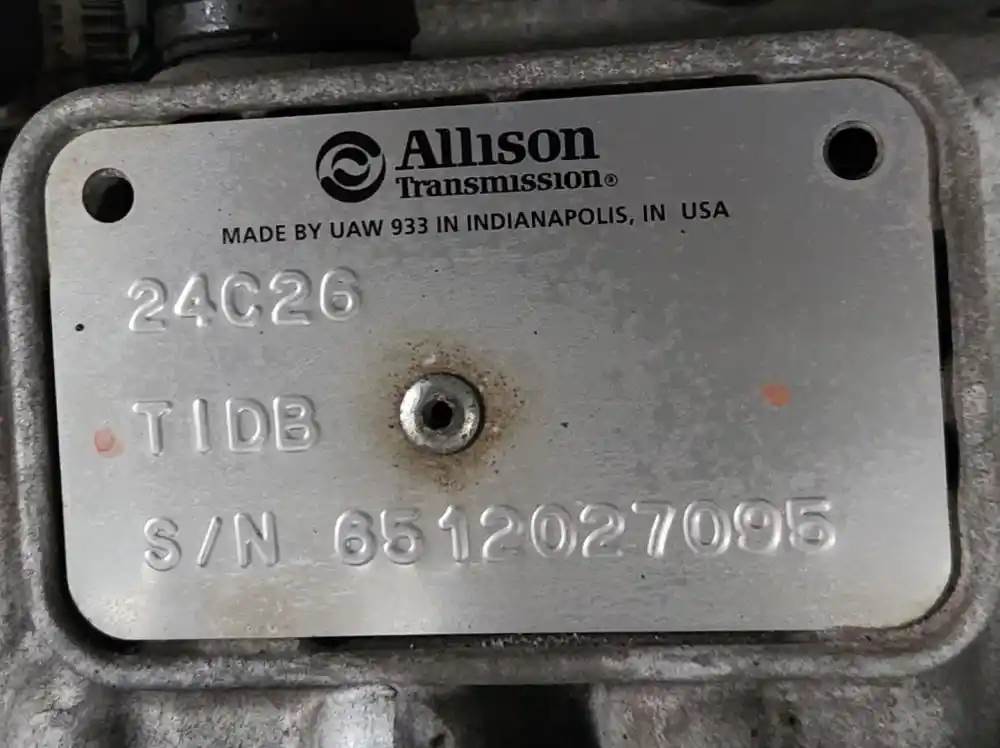 Allison
Transmission®
MADE BY UAW 933 IN INDIANAPOLIS, IN USA
24C26
TIDB
S/N 6512027095